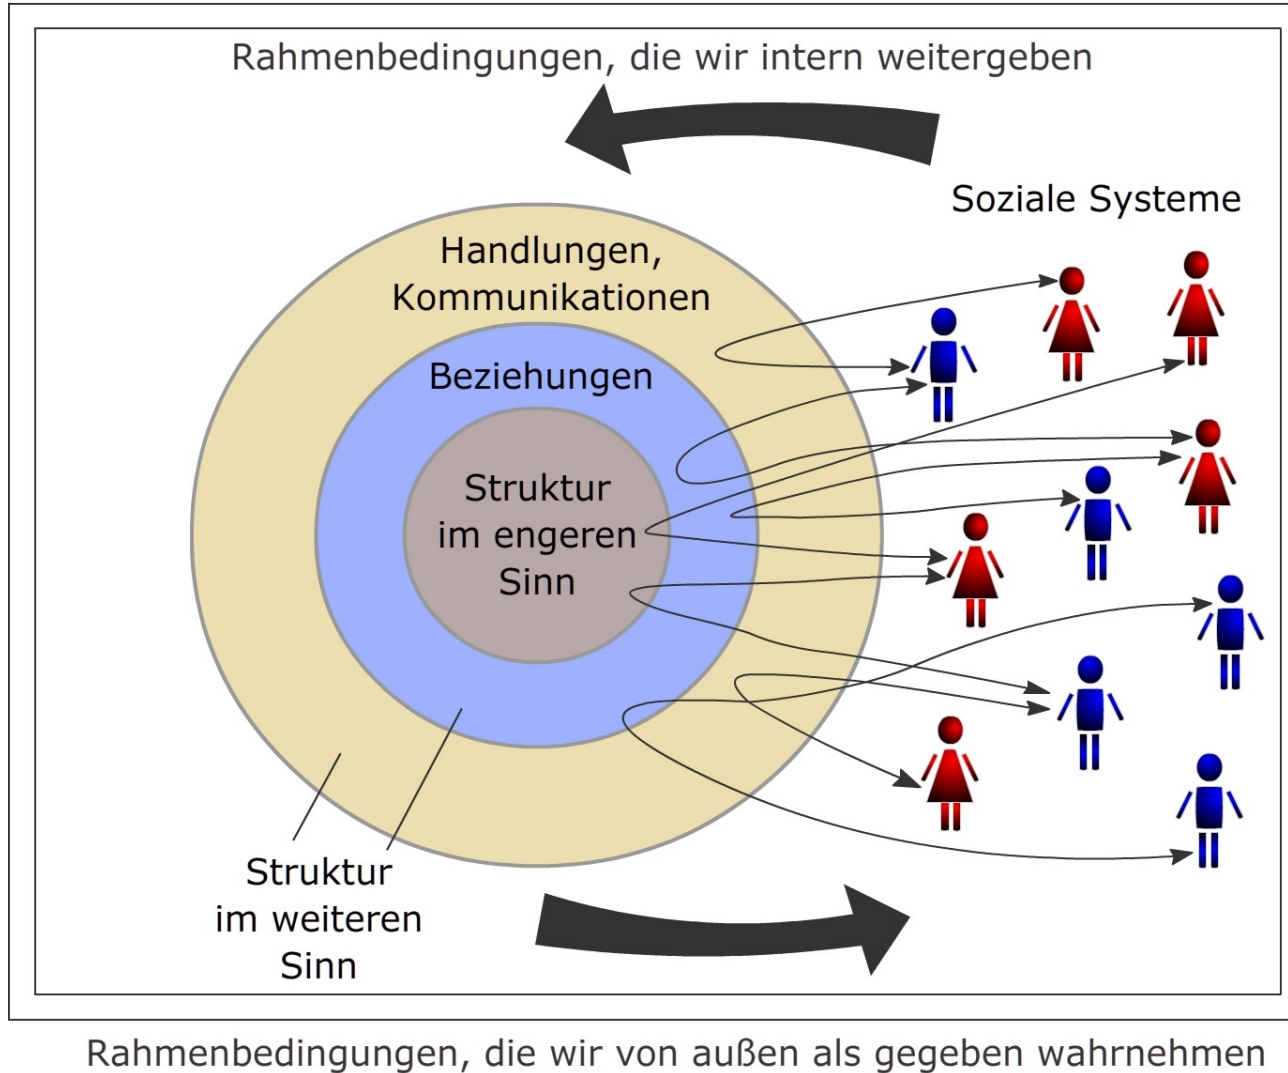 Rahmenbedingungen, die wir intern weitergeben
Soziale Systeme
Handlungen,
Kommunikationen
Beziehungen
Struktur
im engeren
Sinn
Struktur
im weiteren
Sinn
Rahmenbedingungen, die wir von außen als gegeben wahrnehmen